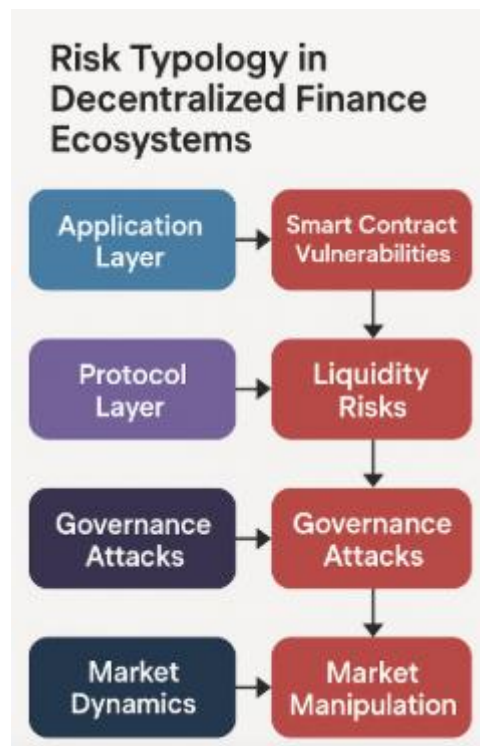 Risk Typology in
Decentralized Finance
Ecosystems
Application
Layer
Smart Contract
Vulnerabilities
Protocol
Layer
Liquidity
Risks
Governance
Attacks
Governance
Attacks
Market
Dynamics
Market
Manipulation